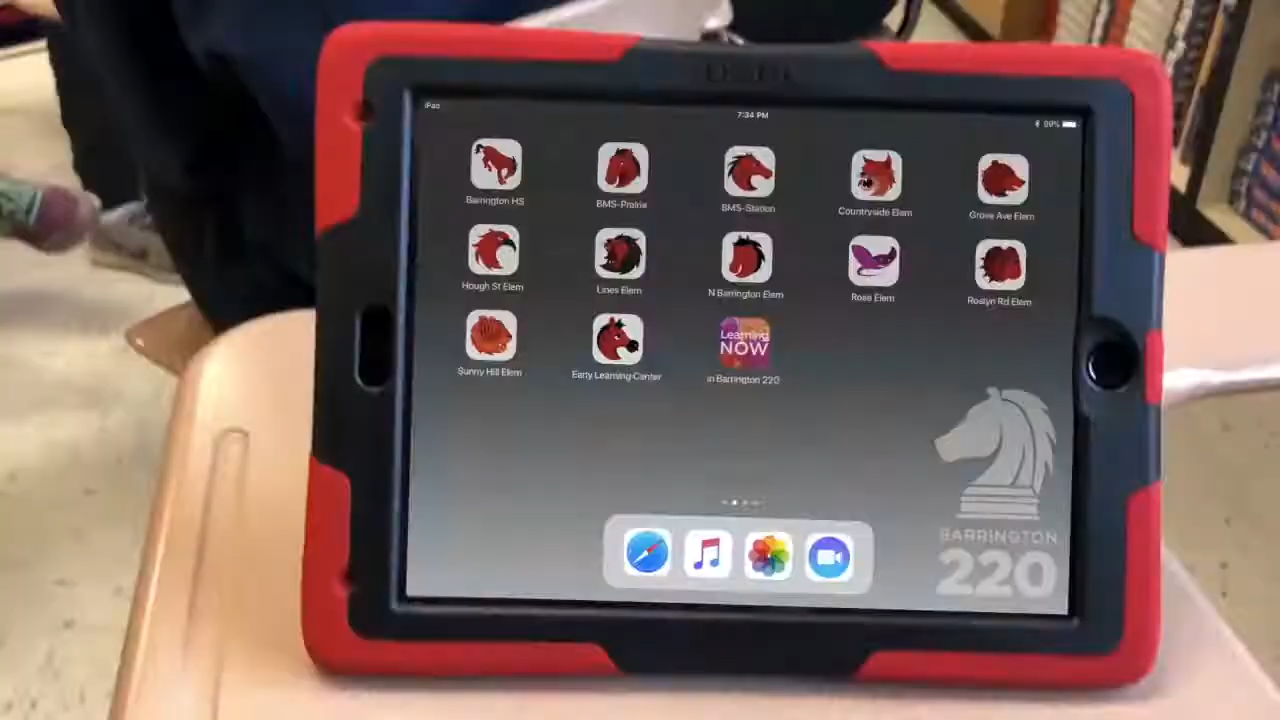 iPad
7:34 PM
99%
Barrington HS
BMS-Prairie
BMS-Station
Countryside Elem
Grove Ave Elem
Hough St Elem
Lines Elem
N Barrington Elem
Rose Elem
Roslyn Rd Elem
Learning
NOW
Sunny Hill Elem
Early Learning Center
in Barrington 220
BARRINGTON
220